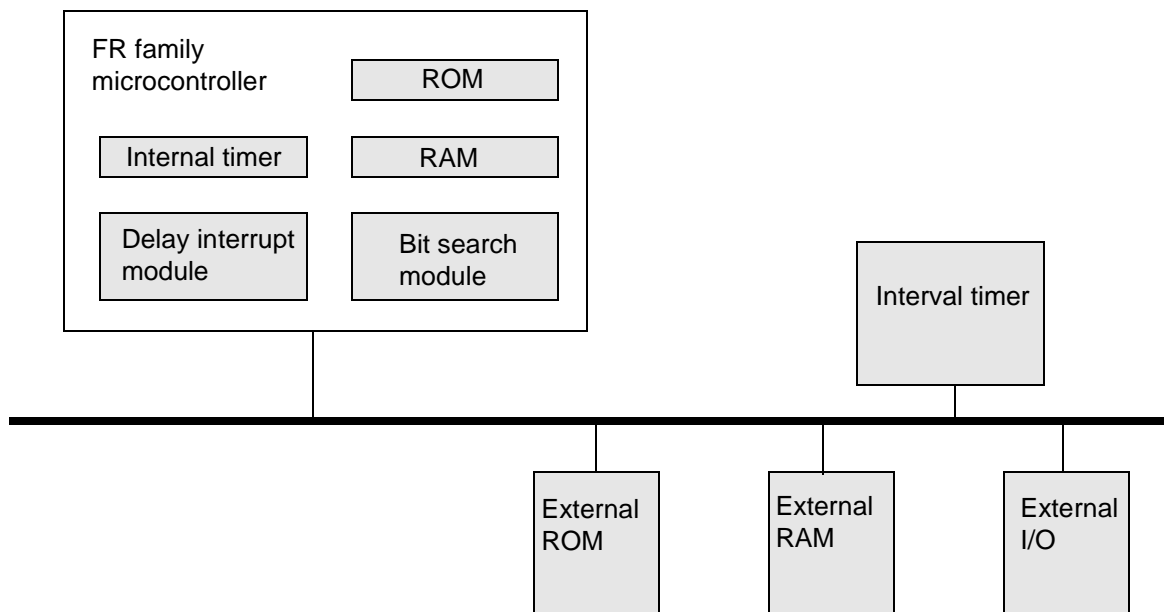 FR family
microcontroller
ROM
Internal timer
RAM
Delay interrupt
module
Bit search
module
Interval timer
External
ROM
External
RAM
External
I/O